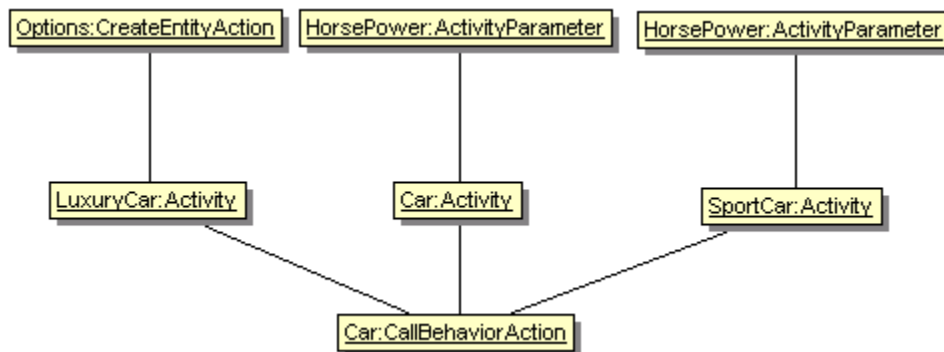 Options:CreateEntityAction
HorsePower:ActivityParameter
HorsePower:ActivityParameter
LuxuryCar:Activity
Car:Activity
SportCar:Activity
Car:CallBehaviorAction